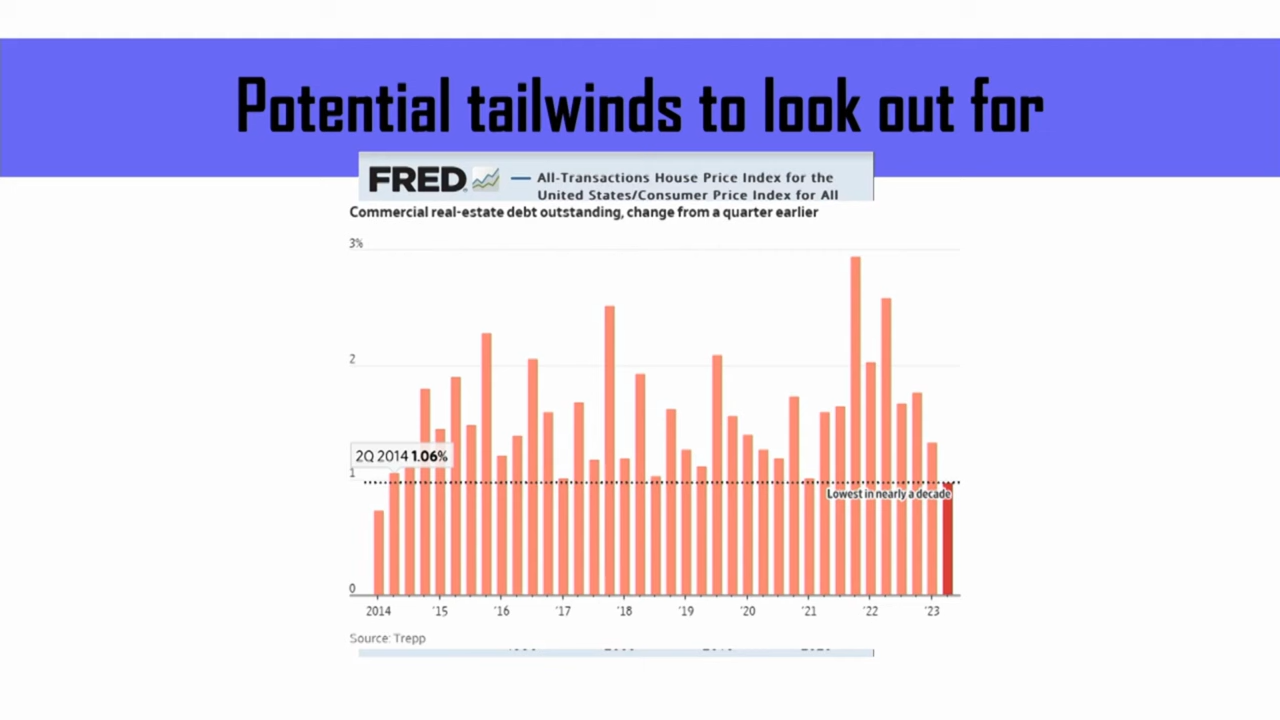 Potential tailwinds to look out for
FRED
All-Transactions House Price Index for the
United States/Consumer Price Index for All
Commercial real-estate debt outstanding, change from a quarter earlier
3%
2
2Q 2014 1.06%
1
Lowest in nearly a decade
0
2014 '15 '16 '17 '18 '19 '20 '21 '22 '23
Source: Trepp